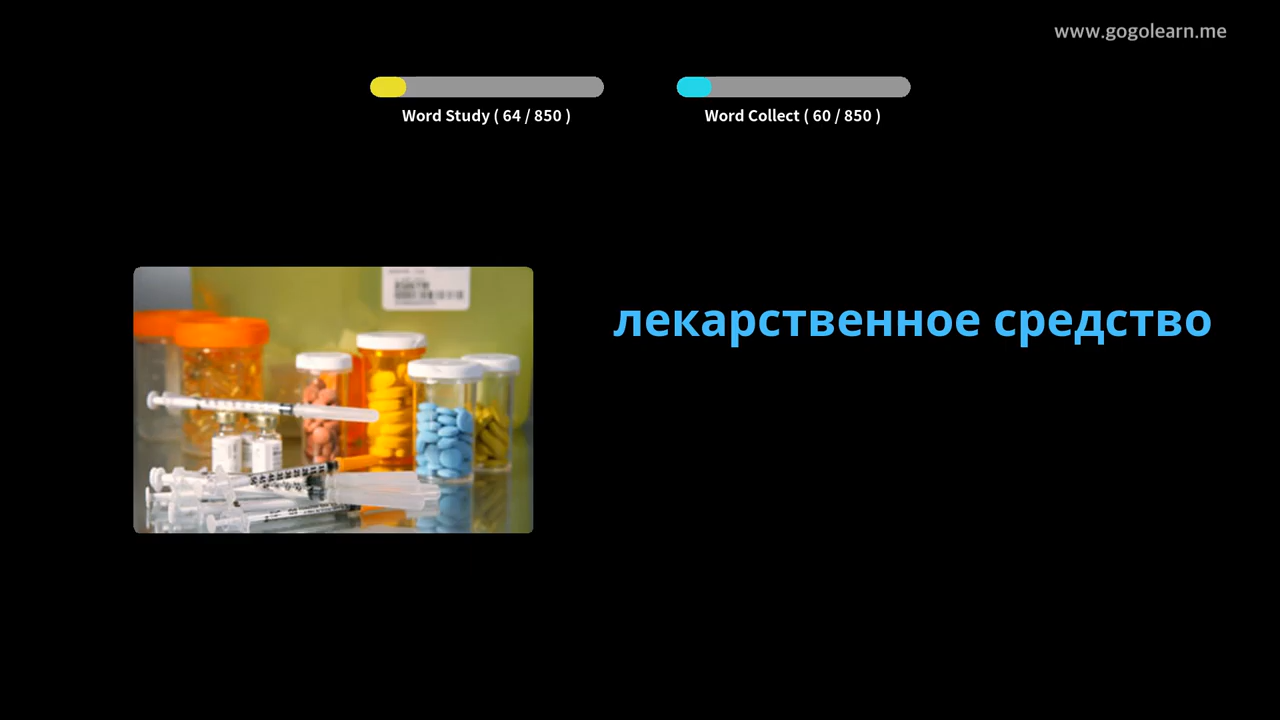 www.gogolearn.me
Word Study ( 64 / 850 )
Word Collect ( 60 / 850 )
лекарственное средство